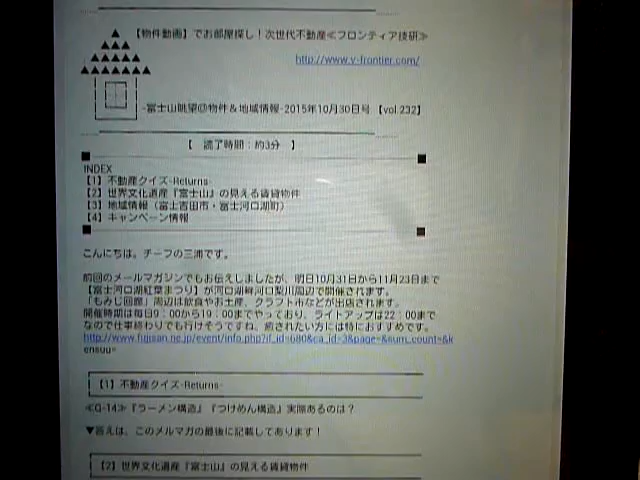 【物件動画】でお部屋探し！次世代不動産≪フロンティア技研≫
http://www.y-frontier.com/
-富士山眺望◎物件＆地域情報-2015年10月30日号 【vol.232】
【 読了時間：約3分 】
INDEX
【1】不動産クイズ-Returns-
【2】世界文化遺産『富士山』の見える賃貸物件
【3】地域情報（富士吉田市・富士河口湖町）
【4】キャンペーン情報
こんにちは。チーフの三浦です。
前回のメールマガジンでもお伝えしましたが、明日10月31日から11月23日まで
【富士河口湖紅葉まつり】が河口湖畔河口梨川周辺で開催されます。
「もみじ回廊」周辺は飲食やお土産、クラフト市などが出店されます。
開催時間は毎日9：00から19：00までやっており、ライトアップは22：00まで
なので仕事終わりでも行けそうですね。癒されたい方には特におすすめです。
http://www.fujisan.ne.jp/event/info.php?if_id=680&ca_id=3&page=&sum_count=&k
ensuu=
【1】不動産クイズ-Returns-
≪Q-14≫『ラーメン構造』『つけめん構造』実際あるのは？
▼答えは、このメルマガの最後に記載してあります！
【2】世界文化遺産『富士山』の見える賃貸物件